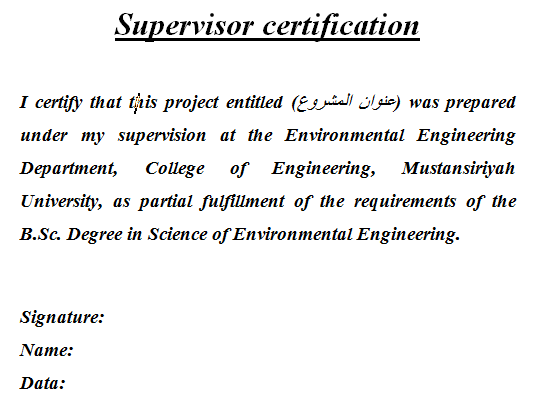 Supervisor certification
I certify that this project entitled (عنوان المشروع) was prepared
under my supervision at the Environmental Engineering
Department, College of Engineering, Mustansiriyah
University, as partial fulfillment of the requirements of the
B.Sc. Degree in Science of Environmental Engineering.
Signature:
Name:
Data: